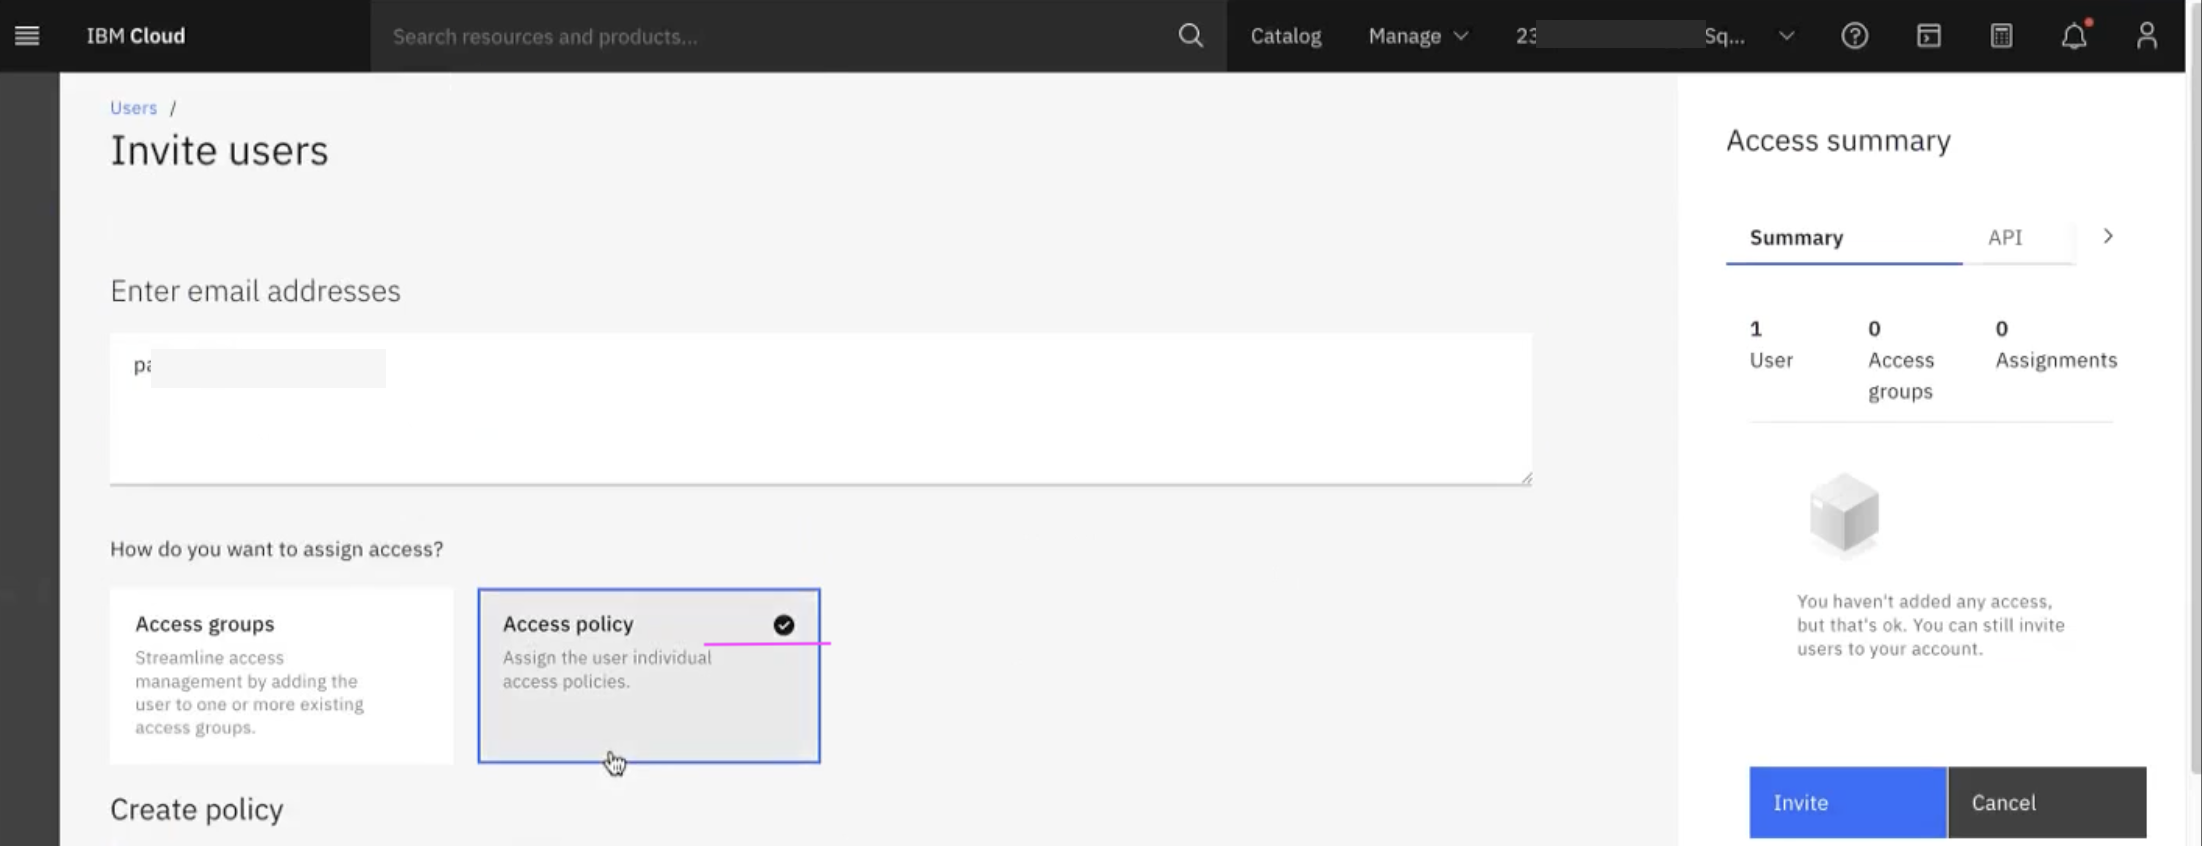 IBM Cloud
Search resources and products...
Catalog
Manage
23
Sq...
Users /
Invite users
Enter email addresses
pa
How do you want to assign access?
Access groups
Streamline access
management by adding the
user to one or more existing
access groups.
Access policy
Assign the user individual
access policies.
Create policy
Access summary
Summary
API
1
User
0
Access
groups
0
Assignments
You haven't added any access,
but that's ok. You can still invite
users to your account.
Invite
Cancel